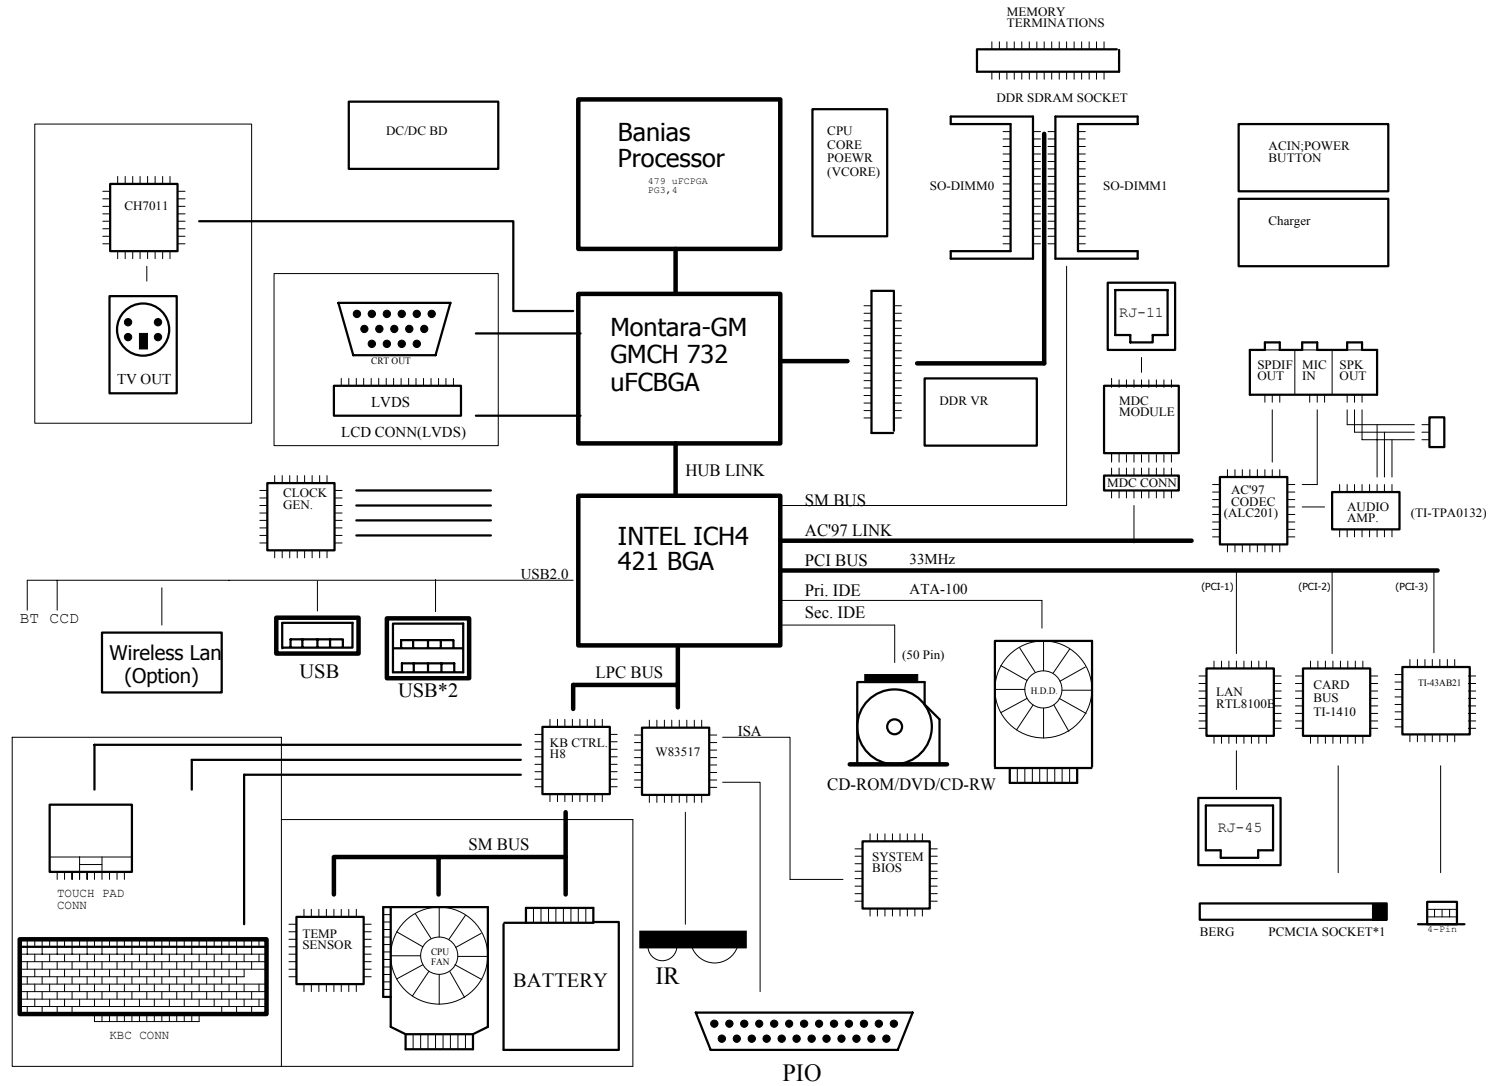 MEMORY
TERMINATIONS
DDR SDRAM SOCKET
DC/DC BD
Banias
Processor
479 uFCPGA
PG3,4
CPU
CORE
POEWR
(VCORE)
SO-DIMM0
SO-DIMM1
ACIN;POWER
BUTTON
Charger
CH7011
TV OUT
CRT OUT
LVDS
LCD CONN(LVDS)
Montara-GM
GMCH 732
uFCBGA
DDR VR
RJ-11
MDC
MODULE
MDC CONN
SPDIF
OUT
MIC
IN
SPK
OUT
HUB LINK
CLOCK
GEN.
INTEL ICH4
421 BGA
SM BUS
AC'97 LINK
PCI BUS
33MHz
Pri. IDE
ATA-100
Sec. IDE
AC'97
CODEC
(ALC201)
AUDIO
AMP.
(TI-TPA0132)
USB2.0
BT
CCD
Wireless Lan
(Option)
USB
USB*2
LPC BUS
(50 Pin)
H.D.D.
(PCI-1)
(PCI-2)
(PCI-3)
LAN
RTL8100B
CARD
BUS
TI-1410
TI-43AB21
KB CTRL.
H8
W83517
ISA
CD-ROM/DVD/CD-RW
RJ-45
TOUCH PAD
CONN
SM BUS
SYSTEM
BIOS
TEMP
SENSOR
CPU
FAN
BATTERY
IR
BERG
PCMCIA SOCKET*1
4-Pin
KBC CONN
PIO